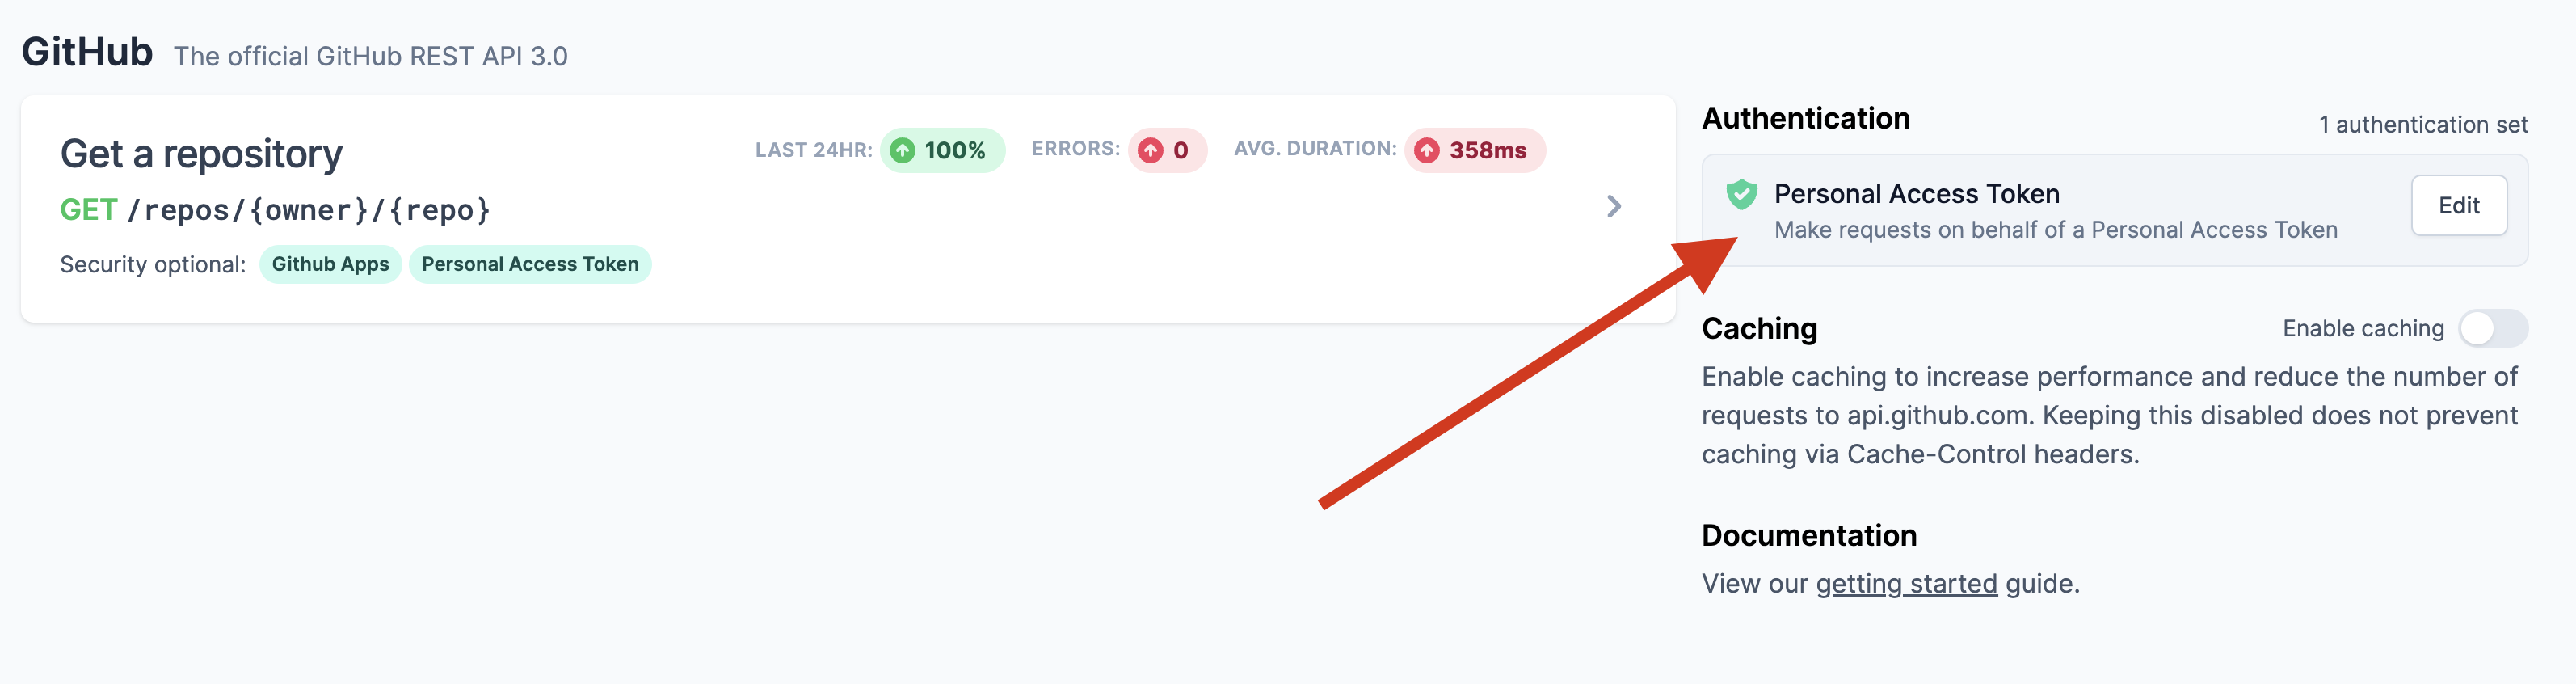 GitHub The official GitHub REST API 3.0
Get a repository
LAST 24HR: 100% ERRORS: 0 AVG. DURATION: 358ms
GET /repos/{owner}/{repo}
Security optional: Github Apps Personal Access Token
Authentication 1 authentication set
Personal Access Token
Make requests on behalf of a Personal Access Token
Edit
Caching Enable caching
Enable caching to increase performance and reduce the number of
requests to api.github.com. Keeping this disabled does not prevent
caching via Cache-Control headers.
Documentation
View our getting started guide.